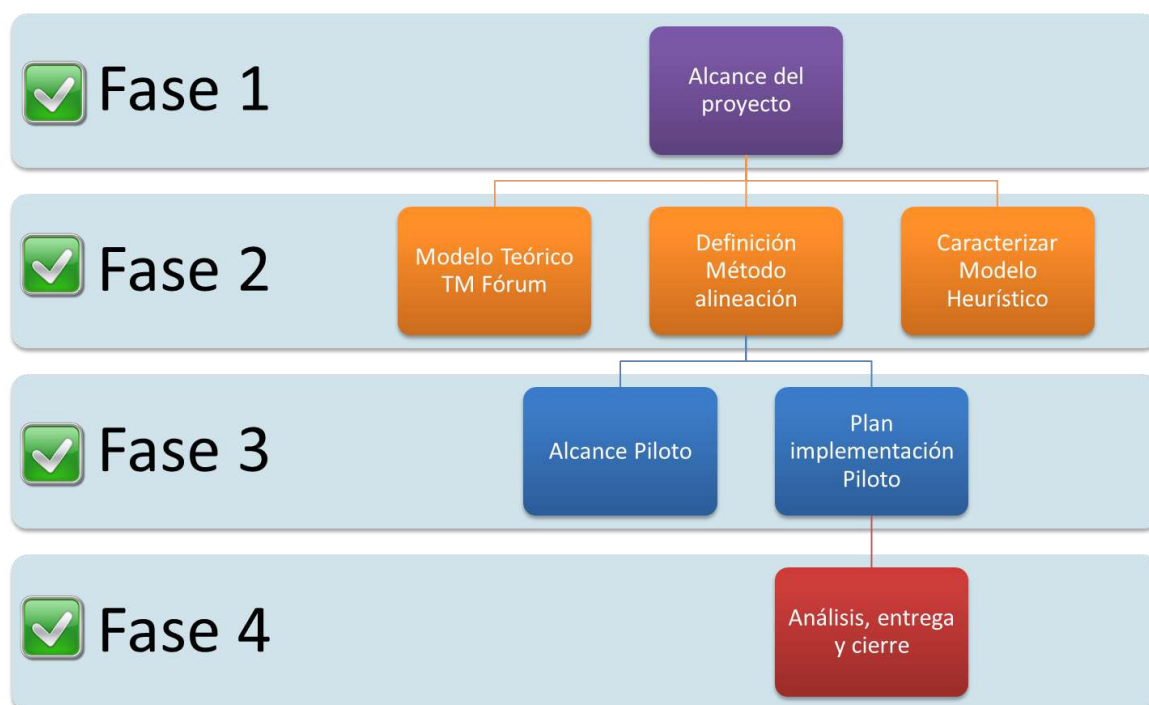 Fase 1
Alcance del
proyecto
Fase 2
Modelo Teórico
TM Fórum
Definición
Método
alineación
Caracterizar
Modelo
Heurístico
Fase 3
Alcance Piloto
Plan
implementación
Piloto
Fase 4
Análisis, entrega
y cierre